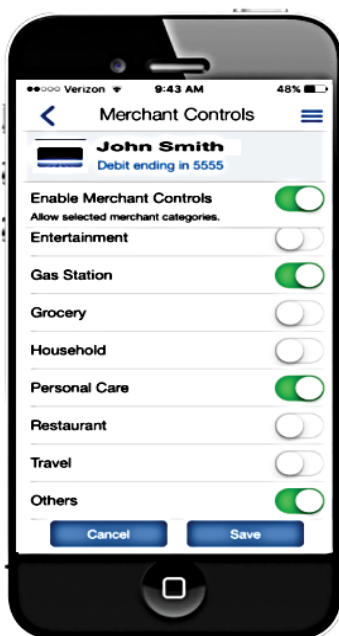 Verizon 9:43 AM 48%
Merchant Controls
John Smith
Debit ending in 5555
Enable Merchant Controls
Allow selected merchant categories.
Entertainment
Gas Station
Grocery
Household
Personal Care
Restaurant
Travel
Others
Cancel Save